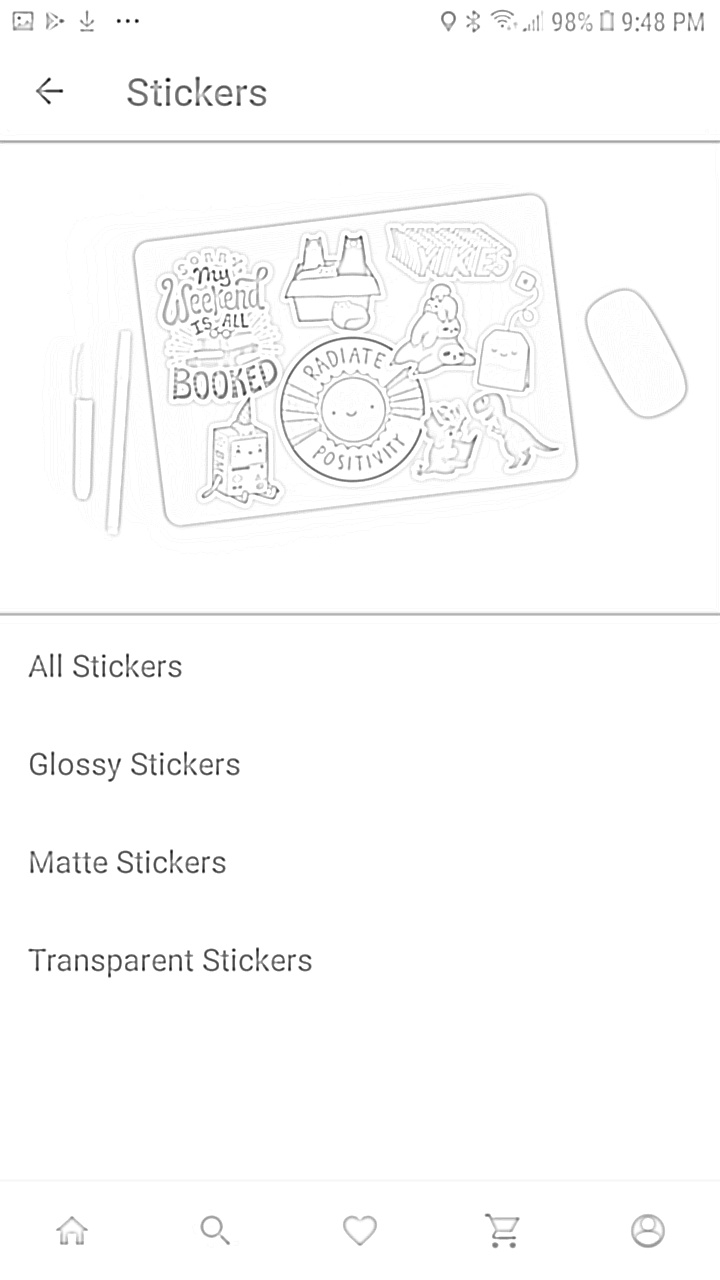 98% 9:48 PM
Stickers
SORRY
My
Weekend
IS ALL
BOOKED
YIKES
RADIATE
POSITIVITY
All Stickers
Glossy Stickers
Matte Stickers
Transparent Stickers